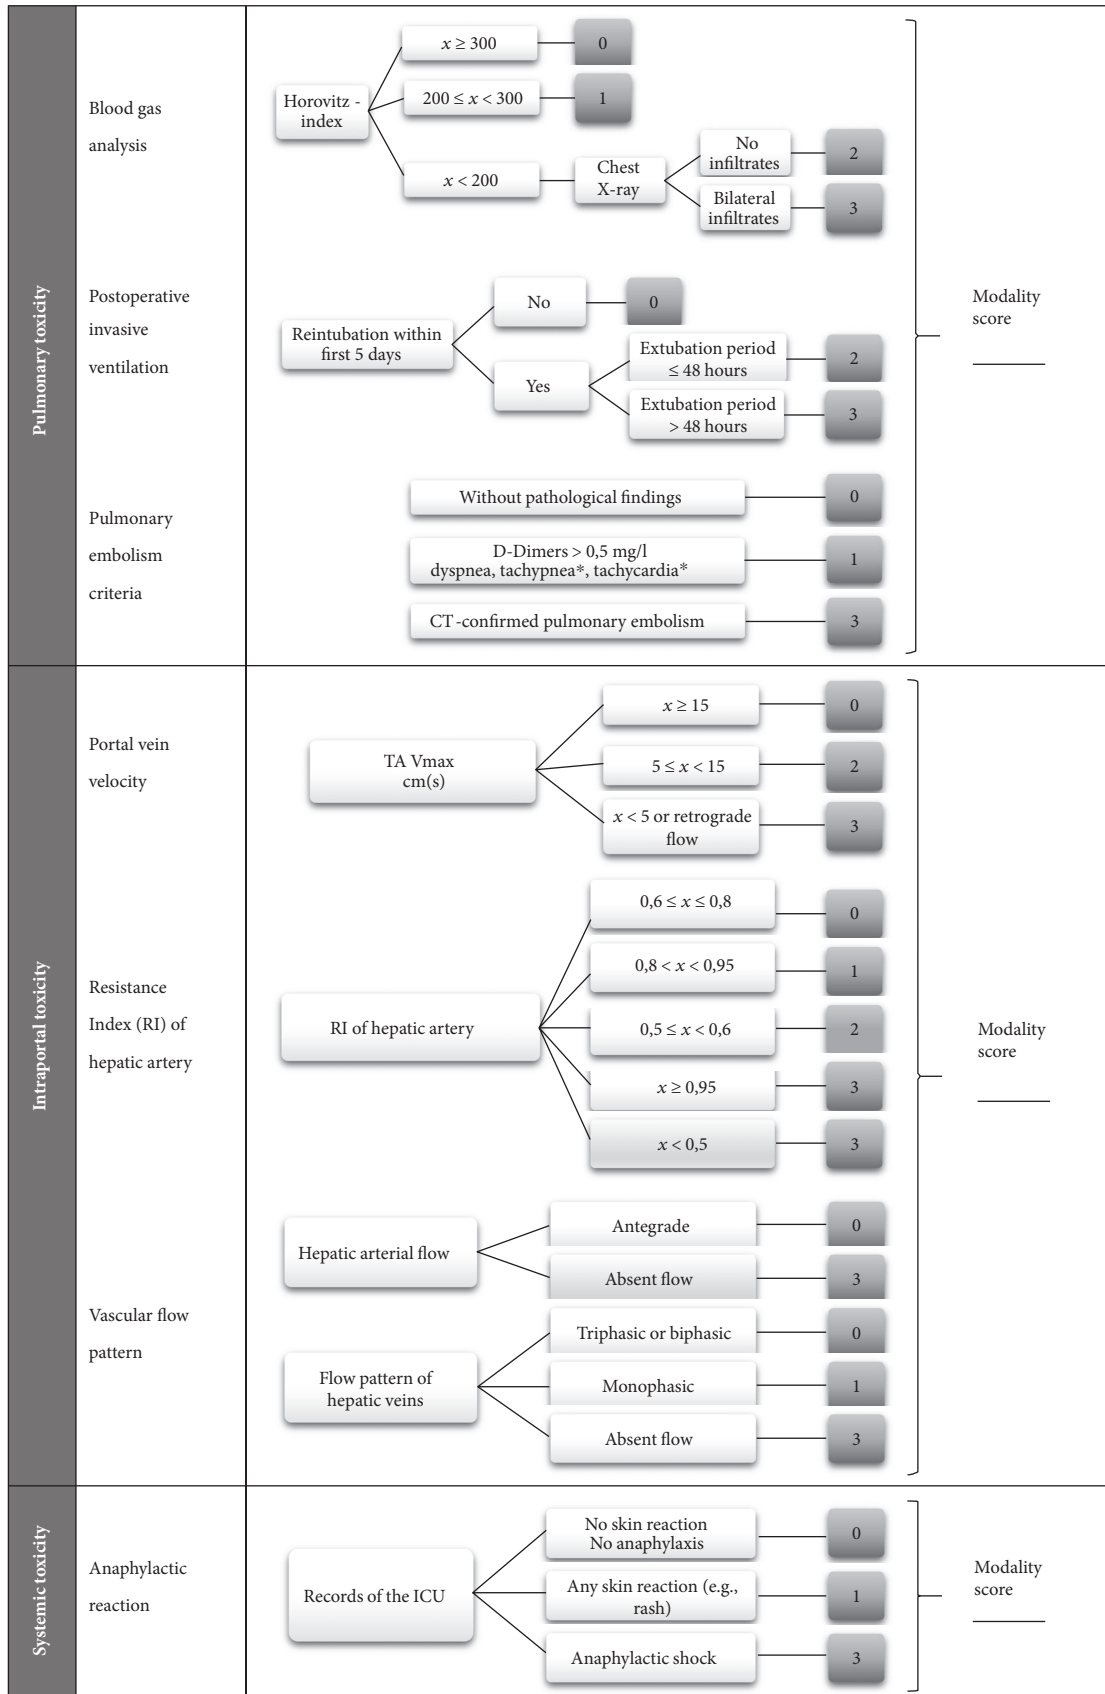 Pulmonary toxicity
Blood gas
analysis
Horovitz -
index
x ≥ 300
0
200 ≤ x < 300
1
x < 200
Chest
X-ray
No
infiltrates
2
Bilateral
infiltrates
3
Postoperative
invasive
ventilation
Reintubation within
first 5 days
No
0
Yes
Extubation period
≤ 48 hours
2
Extubation period
> 48 hours
3
Pulmonary
embolism
criteria
Without pathological findings
0
D-Dimers > 0,5 mg/l
dyspnea, tachypnea*, tachycardia*
1
CT-confirmed pulmonary embolism
3
Modality
score
Intraportal toxicity
Portal vein
velocity
TA Vmax
cm(s)
x ≥ 15
0
5 ≤ x < 15
2
x < 5 or retrograde
flow
3
Resistance
Index (RI) of
hepatic artery
RI of hepatic artery
0,6 ≤ x ≤ 0,8
0
0,8 < x < 0,95
1
0,5 ≤ x < 0,6
2
x ≥ 0,95
3
x < 0,5
3
Vascular flow
pattern
Hepatic arterial flow
Antegrade
0
Absent flow
3
Flow pattern of
hepatic veins
Triphasic or biphasic
0
Monophasic
1
Absent flow
3
Modality
score
Systemic toxicity
Anaphylactic
reaction
Records of the ICU
No skin reaction
No anaphylaxis
0
Any skin reaction (e.g.,
rash)
1
Anaphylactic shock
3
Modality
score